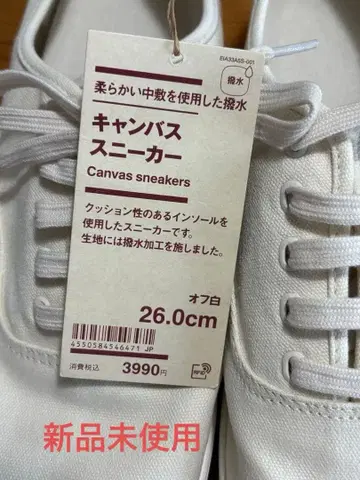 EIA33A5S-001
撥水
柔らかい中敷を使用した撥水
キャンバス
スニーカー
Canvas sneakers
クッション性のあるインソールを
使用したスニーカーです。
生地には撥水加工を施しました。
オフ白
26.0cm
4550584546471 JP
消費税込 3990円
RFID
新品未使用